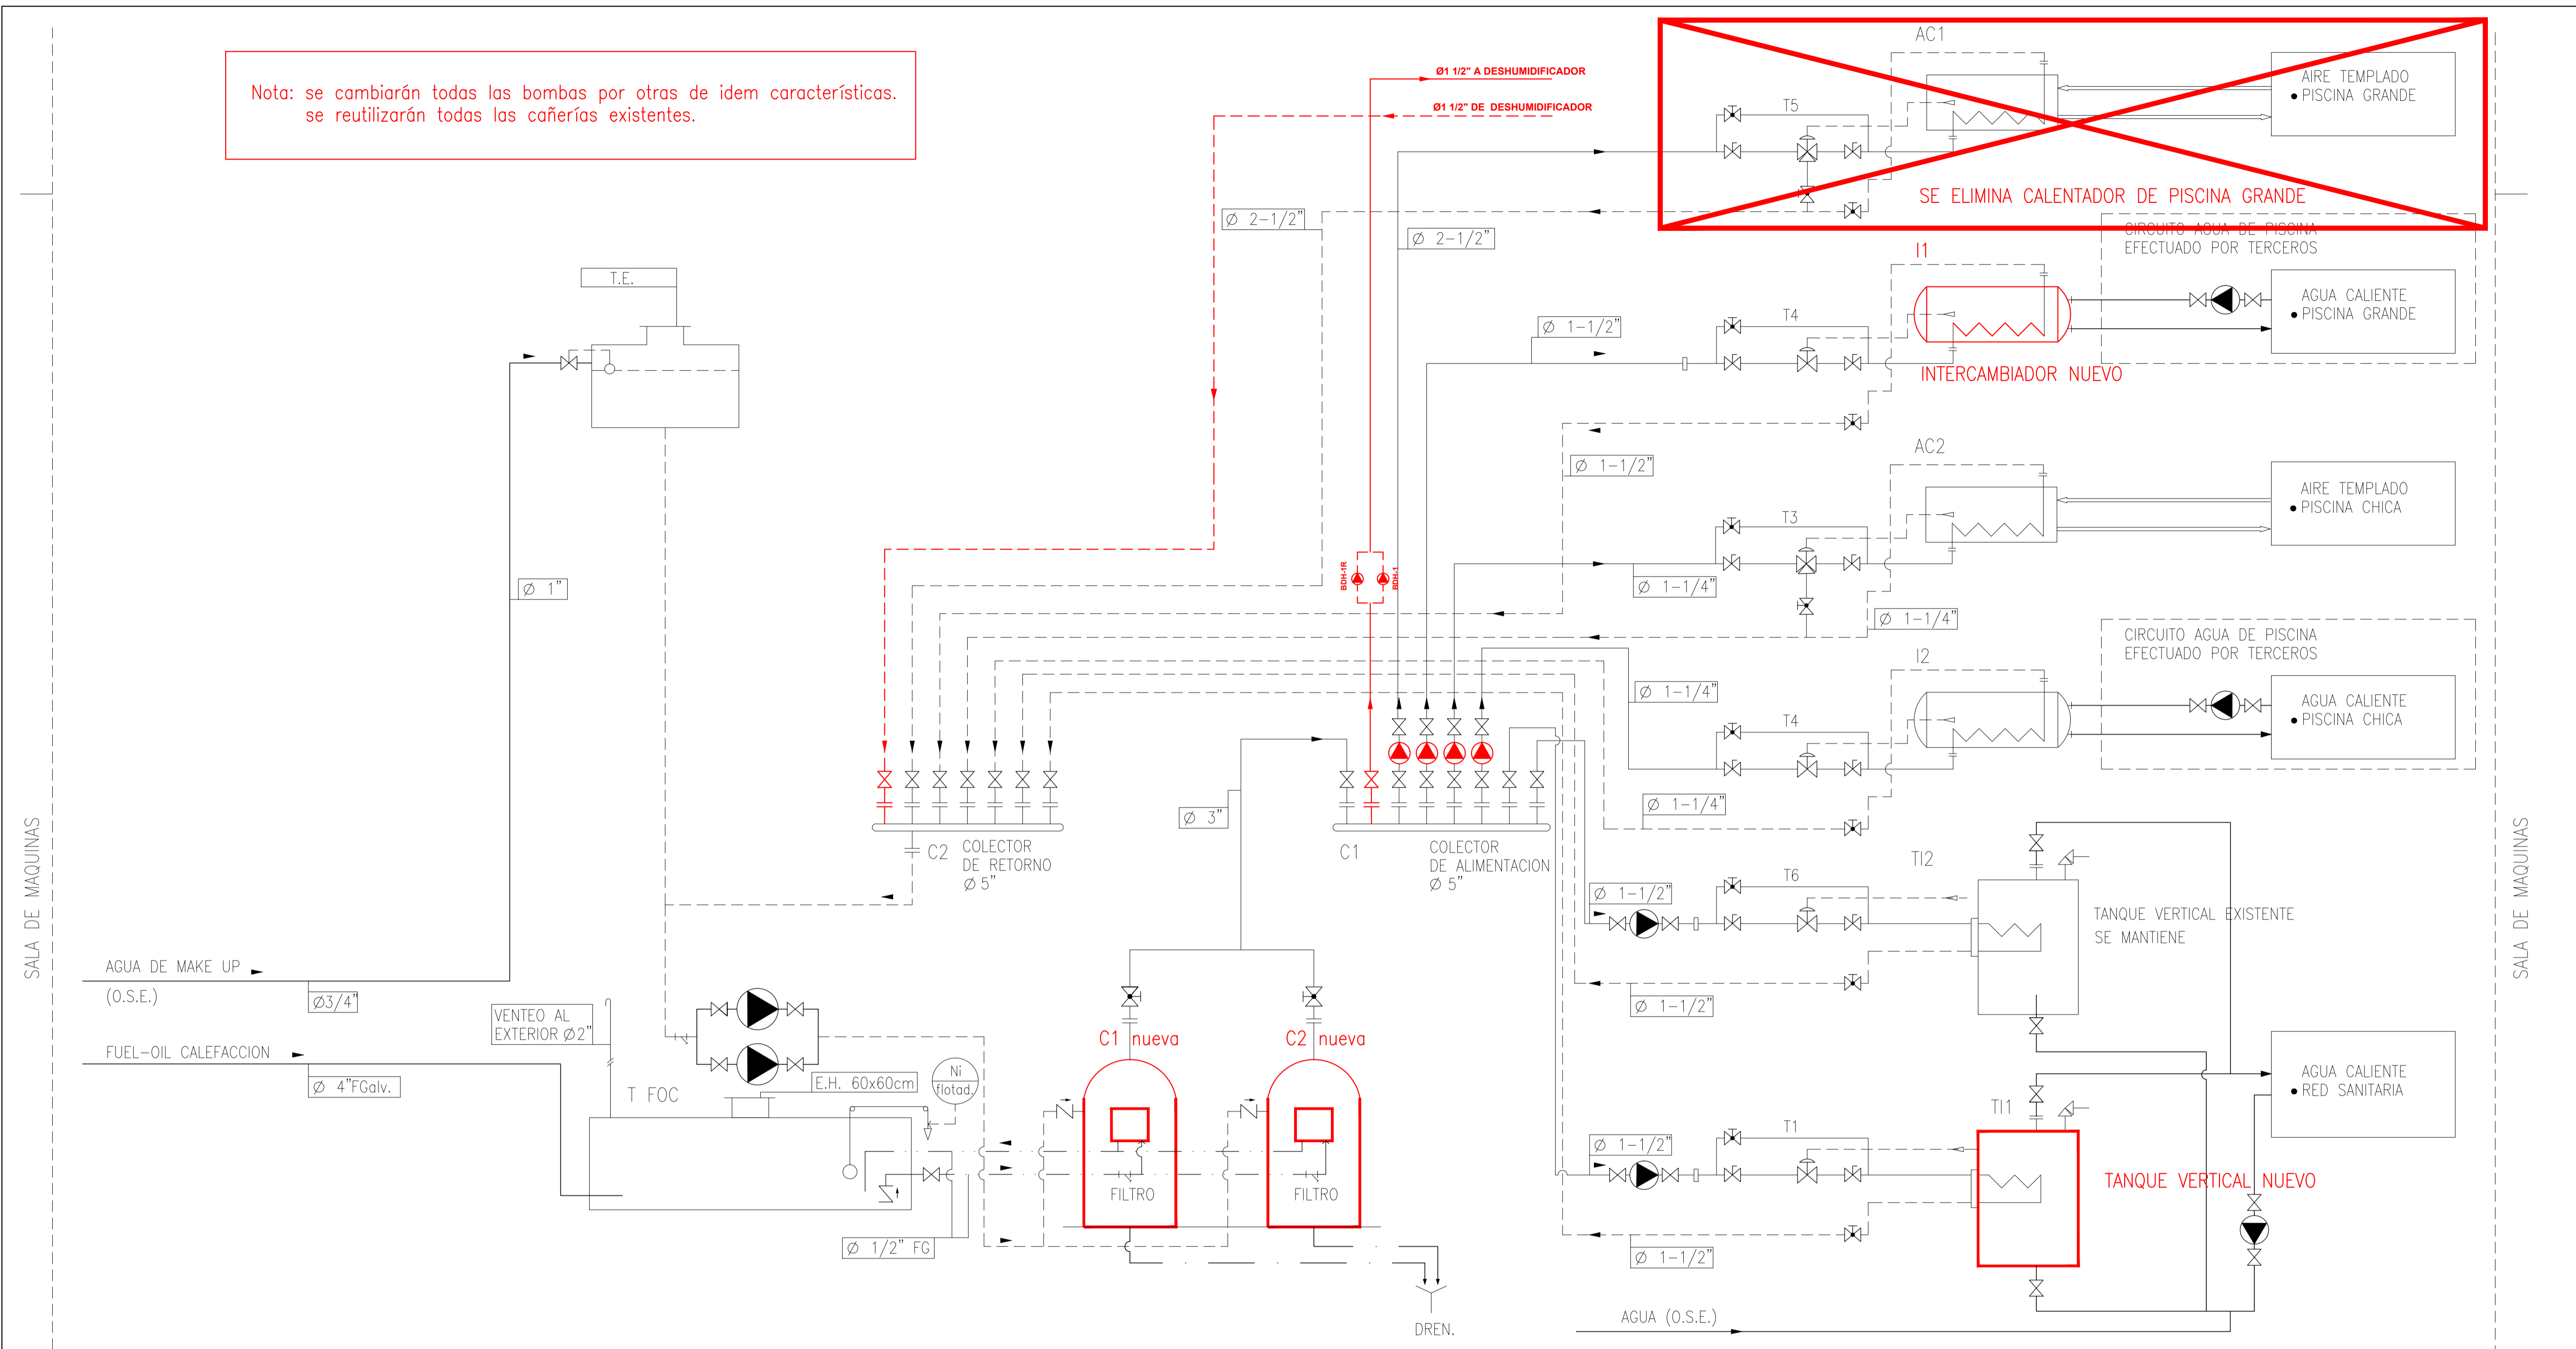 Nota: se cambiarán todas las bombas por otras de idem características.
se reutilizarán todas las cañerías existentes.
Ø1 1/2" A DESHUMIDIFICADOR
Ø1 1/2" DE DESHUMIDIFICADOR
AC1
T5
AIRE TEMPLADO
• PISCINA GRANDE
SE ELIMINA CALENTADOR DE PISCINA GRANDE
Ø 2-1/2"
Ø 2-1/2"
CIRCUITO AGUA DE PISCINA
EFECTUADO POR TERCEROS
I1
T4
AGUA CALIENTE
• PISCINA GRANDE
Ø 1-1/2"
INTERCAMBIADOR NUEVO
T.E.
Ø 1-1/2"
AC2
T3
AIRE TEMPLADO
• PISCINA CHICA
Ø 1"
BDH-1R
BDH-1
Ø 1-1/4"
Ø 1-1/4"
CIRCUITO AGUA DE PISCINA
EFECTUADO POR TERCEROS
I2
Ø 1-1/4"
T4
AGUA CALIENTE
• PISCINA CHICA
Ø 1-1/4"
Ø 3"
C2
COLECTOR
DE RETORNO
Ø 5"
C1
COLECTOR
DE ALIMENTACION
Ø 5"
SALA DE MAQUINAS
SALA DE MAQUINAS
TI2
T6
Ø 1-1/2"
TANQUE VERTICAL EXISTENTE
SE MANTIENE
Ø 1-1/2"
AGUA DE MAKE UP
(O.S.E.)
Ø3/4"
VENTEO AL
EXTERIOR Ø2"
FUEL-OIL CALEFACCION
Ø 4"FGalv.
T FOC
E.H. 60x60cm
Ni
flotad.
C1 nueva
C2 nueva
FILTRO
FILTRO
Ø 1/2" FG
DREN.
AGUA CALIENTE
• RED SANITARIA
TI1
T1
Ø 1-1/2"
TANQUE VERTICAL NUEVO
Ø 1-1/2"
AGUA (O.S.E.)